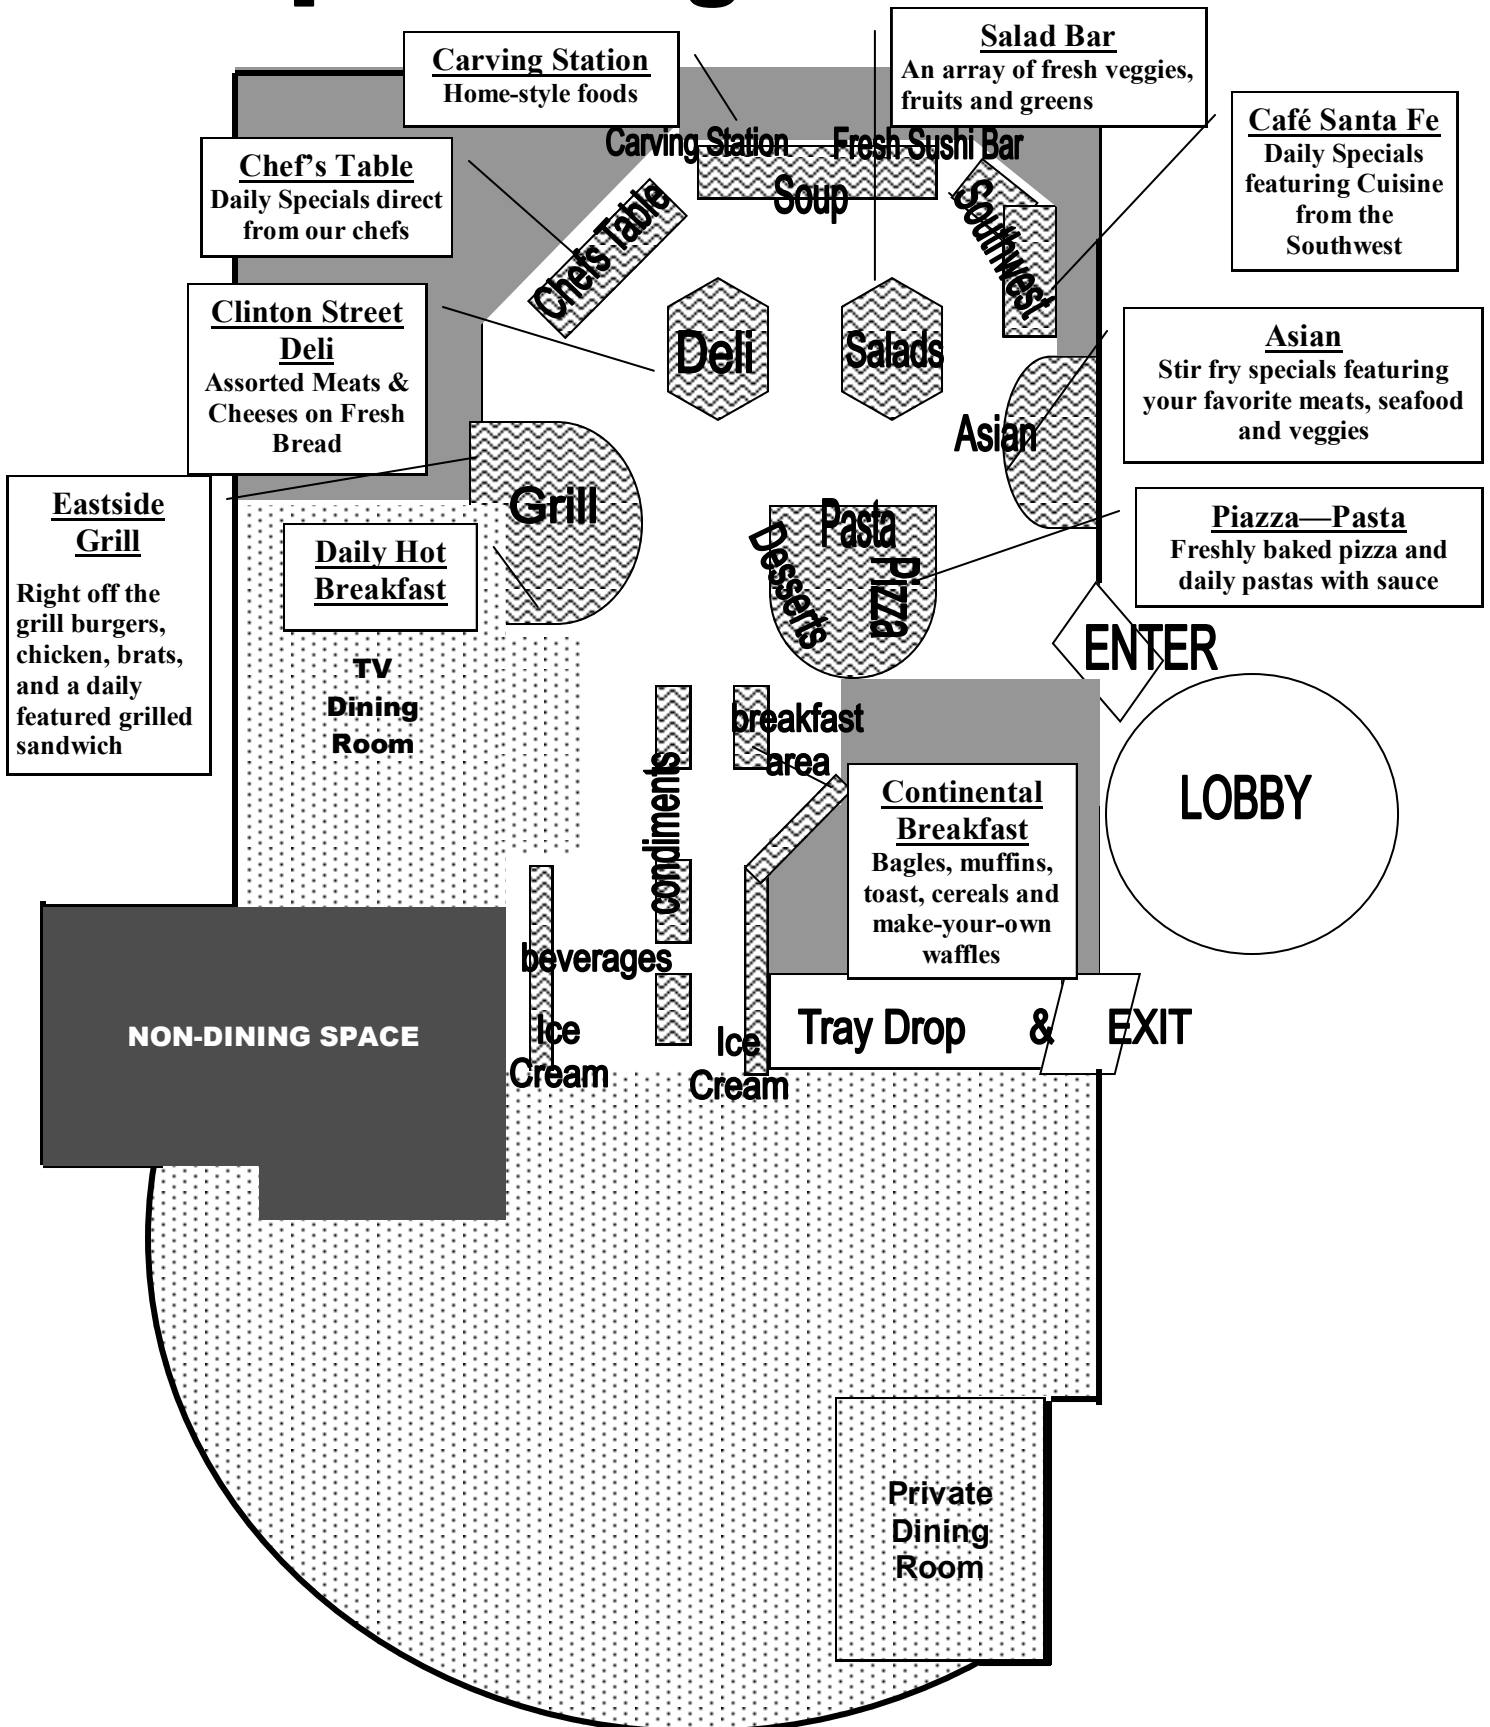 Carving Station
Home-style foods
Salad Bar
An array of fresh veggies,
fruits and greens
Café Santa Fe
Daily Specials
featuring Cuisine
from the
Southwest
Chef’s Table
Daily Specials direct
from our chefs
Carving Station
Fresh Sushi Bar
Soup
Chefs Table
Southwest
Clinton Street
Deli
Assorted Meats &
Cheeses on Fresh
Bread
Deli
Salads
Asian
Stir fry specials featuring
your favorite meats, seafood
and veggies
Asian
Eastside
Grill
Right off the
grill burgers,
chicken, brats,
and a daily
featured grilled
sandwich
Grill
Daily Hot
Breakfast
Pasta
Desserts
Pizza
Piazza—Pasta
Freshly baked pizza and
daily pastas with sauce
ENTER
TV
Dining
Room
breakfast
area
condiments
LOBBY
Continental
Breakfast
Bagles, muffins,
toast, cereals and
make-your-own
waffles
beverages
NON-DINING SPACE
Ice
Cream
Ice
Cream
Tray Drop & EXIT
Private
Dining
Room